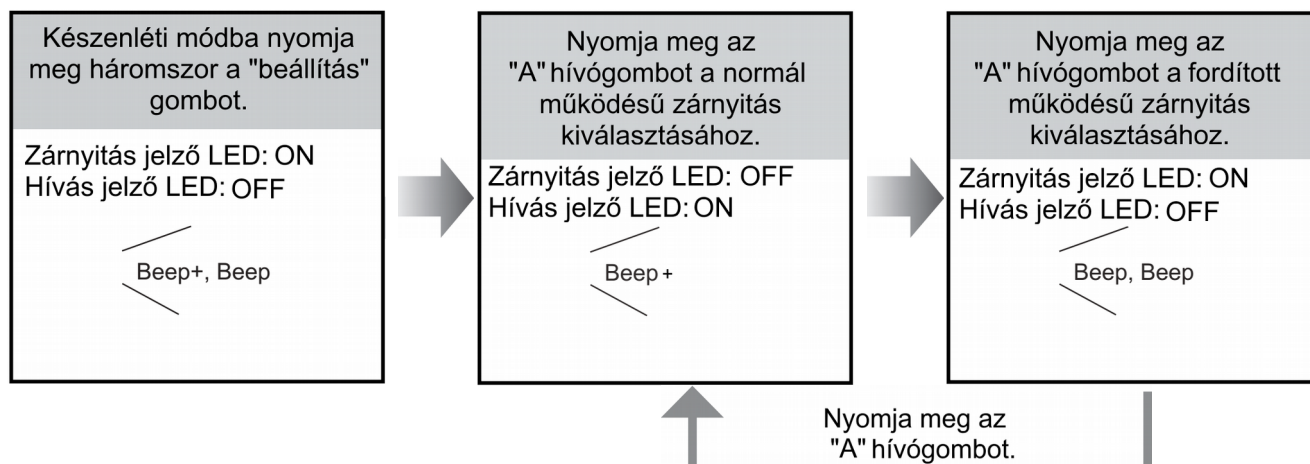 Készenléti módba nyomja
meg háromszor a "beállítás"
gombot.
Zárnyitás jelző LED: ON
Hívás jelző LED: OFF
Beep+, Beep
Nyomja meg az
"A" hívógombot a normál
működésű zárnyitás
kiválasztásához.
Zárnyitás jelző LED: OFF
Hívás jelző LED: ON
Beep +
Nyomja meg az
"A" hívógombot a fordított
működésű zárnyitás
kiválasztásához.
Zárnyitás jelző LED: ON
Hívás jelző LED: OFF
Beep, Beep
Nyomja meg az
"A" hívógombot.